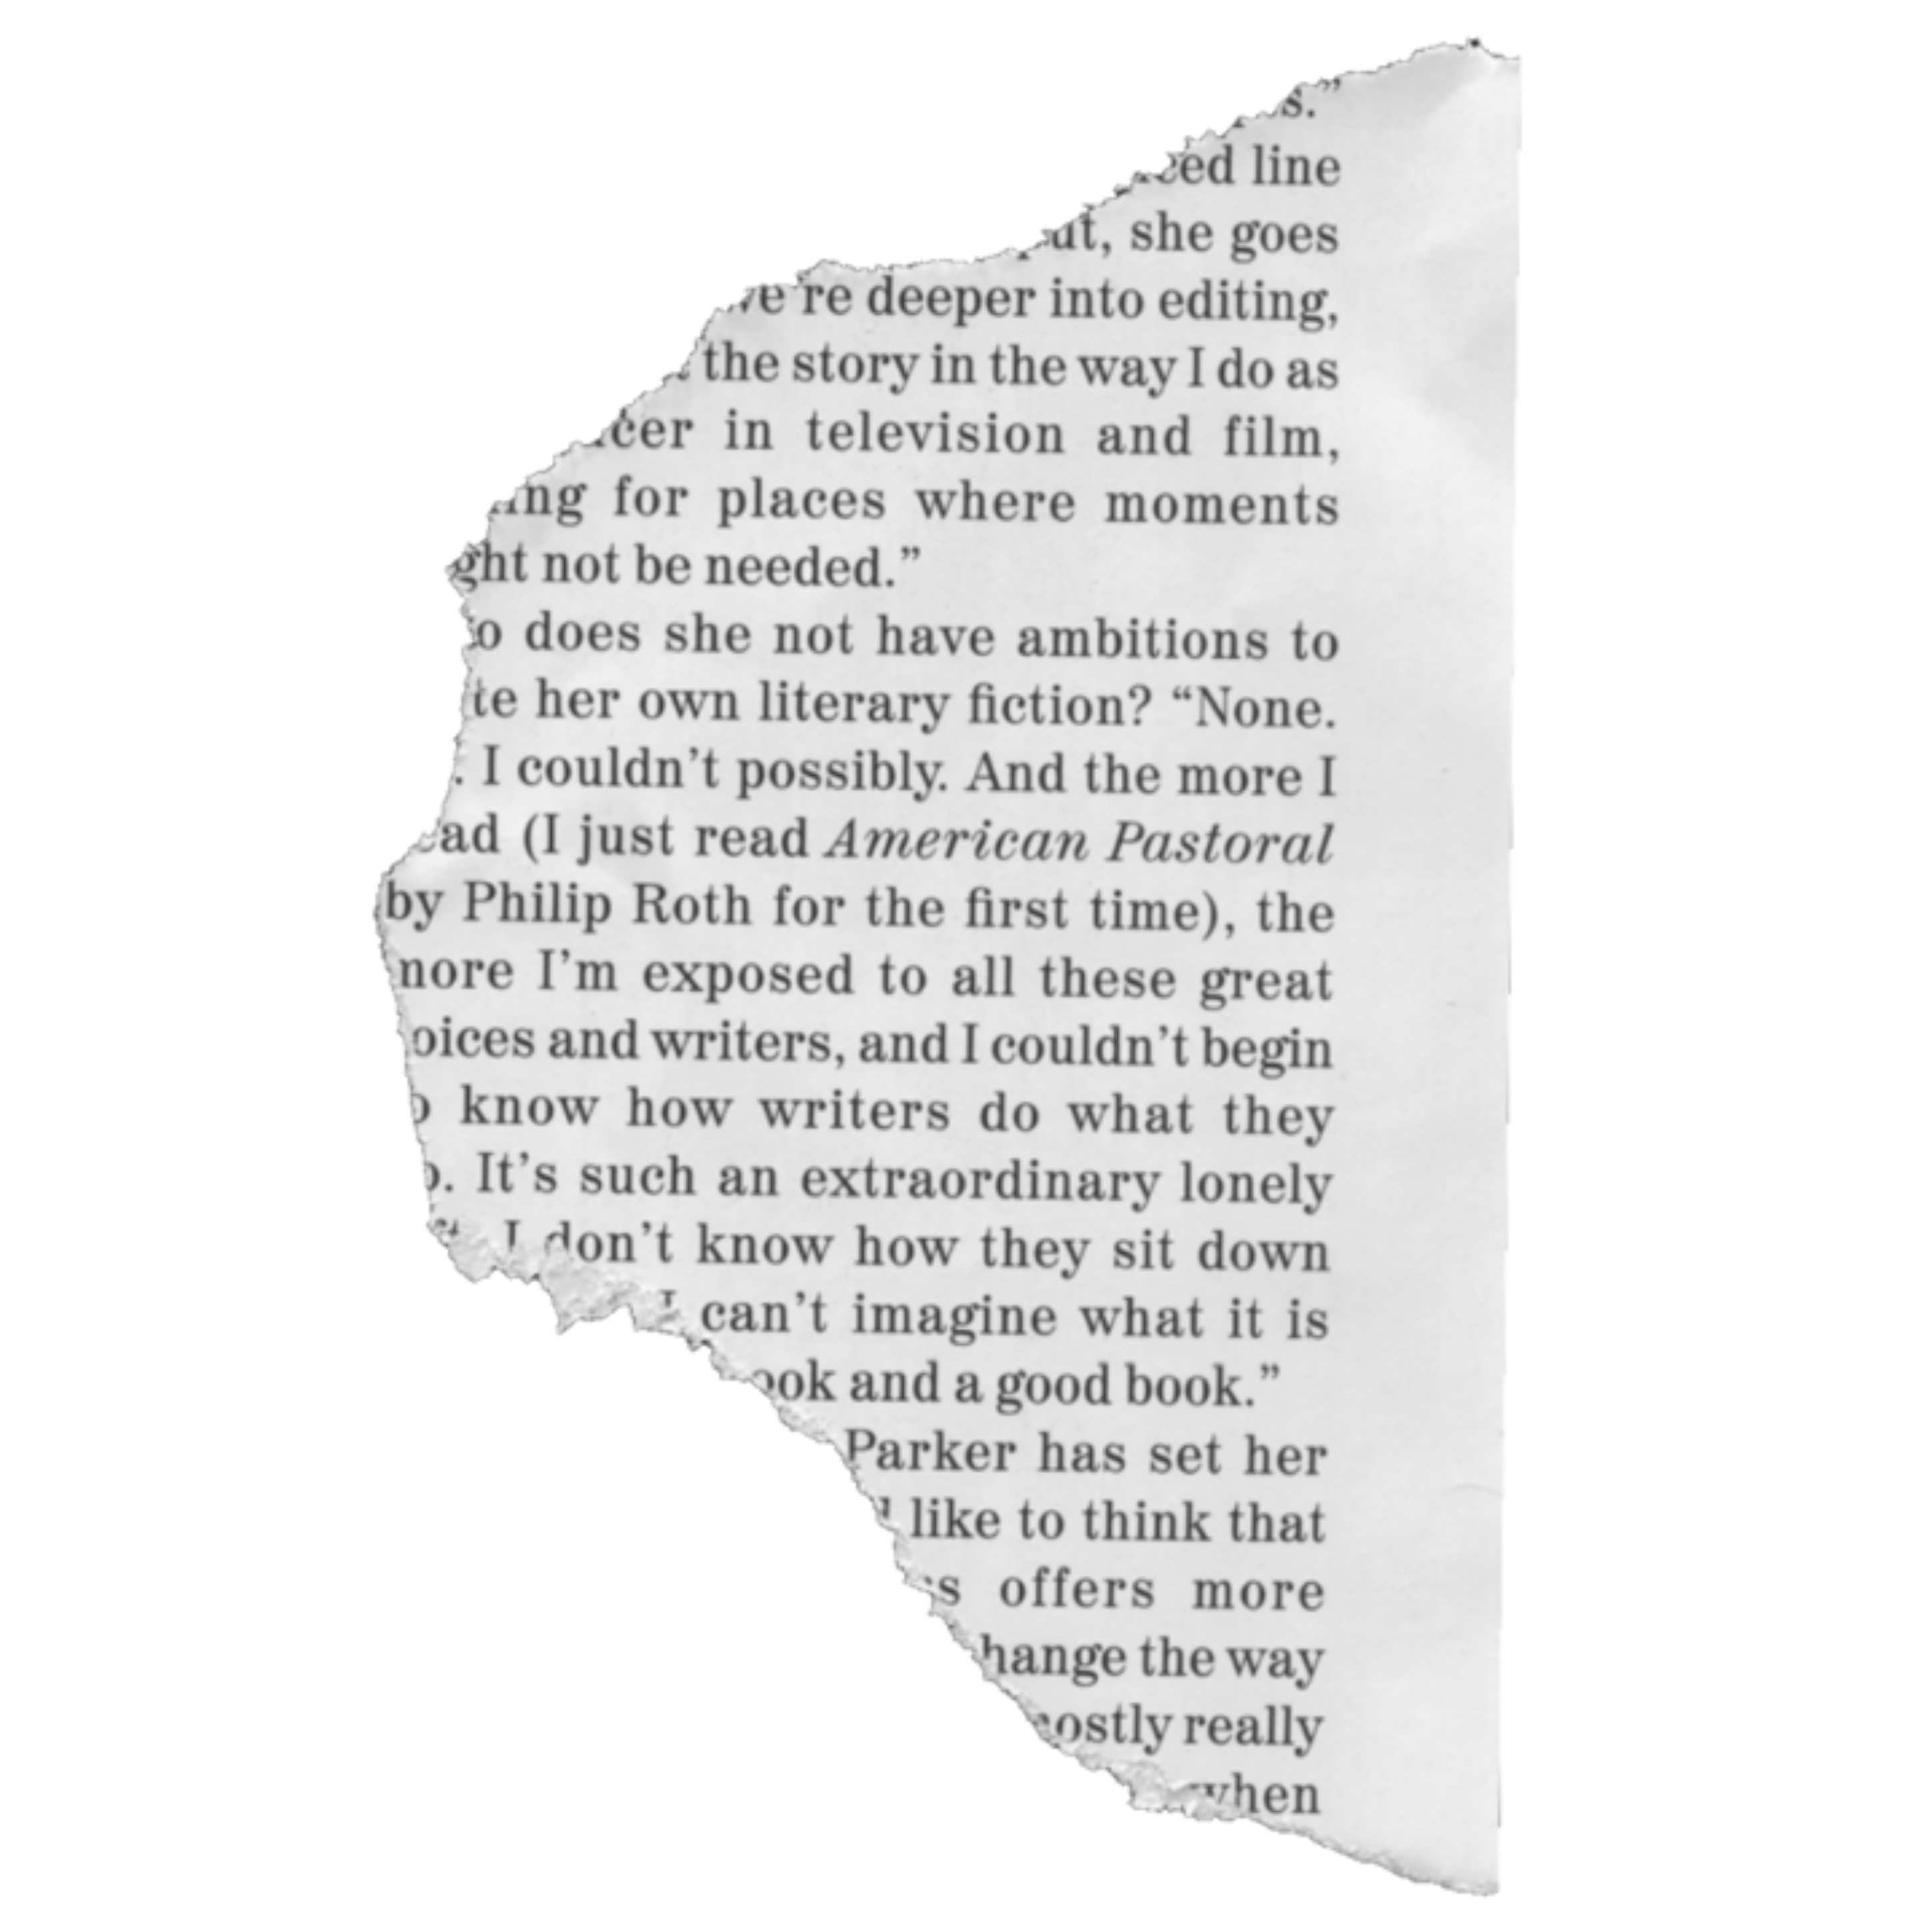 line
she goes
deeper into editing,
the story in the way I do as
in television and film,
for places where moments
not be needed.”
does she not have ambitions to
her own literary fiction? “None.
I couldn’t possibly. And the more I
(I just read American Pastoral
by Philip Roth for the first time), the
more I’m exposed to all these great
and writers, and I couldn’t begin
know how writers do what they
It’s such an extraordinary lonely
I don’t know how they sit down
I can’t imagine what it is
and a good book.”
Parker has set her
like to think that
offers more
the way
really
when